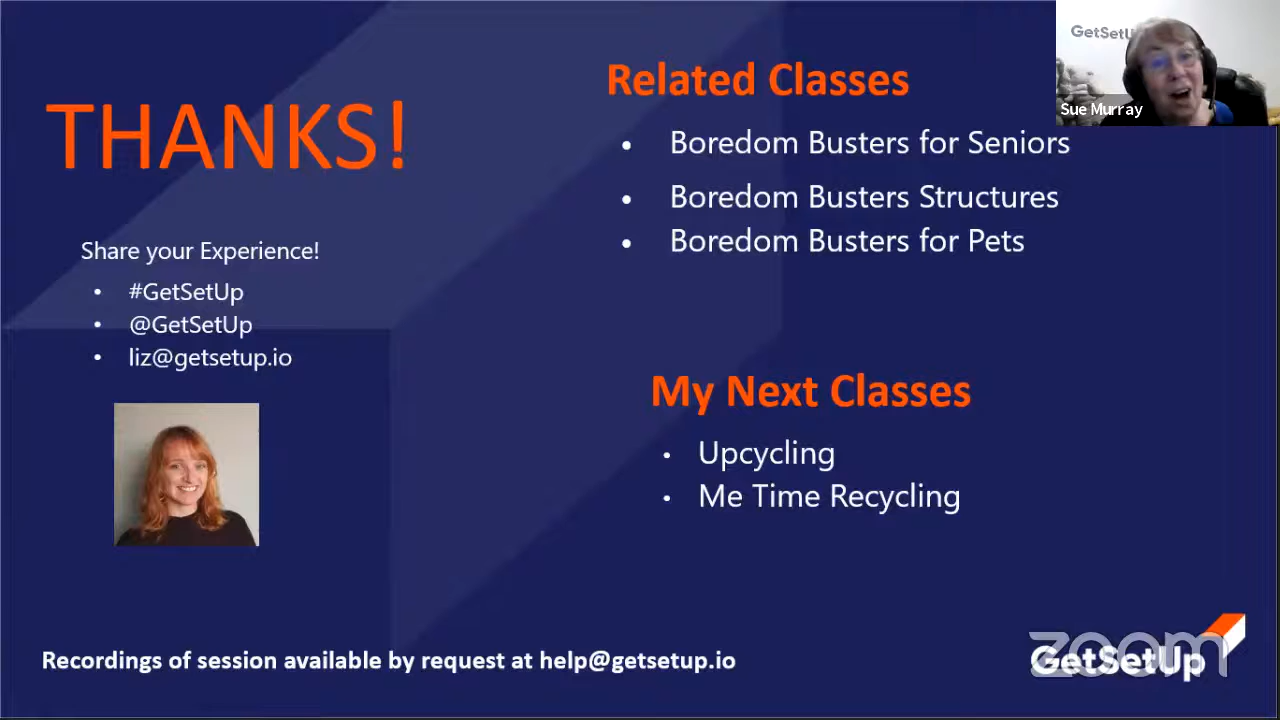 THANKS!
Share your Experience!
• #GetSetUp
• @GetSetUp
• liz@getsetup.io
Related Classes
• Boredom Busters for Seniors
• Boredom Busters Structures
• Boredom Busters for Pets
My Next Classes
• Upcycling
• Me Time Recycling
Recordings of session available by request at help@getsetup.io
GetSetU
Sue Murray
zoom
GetSetUp